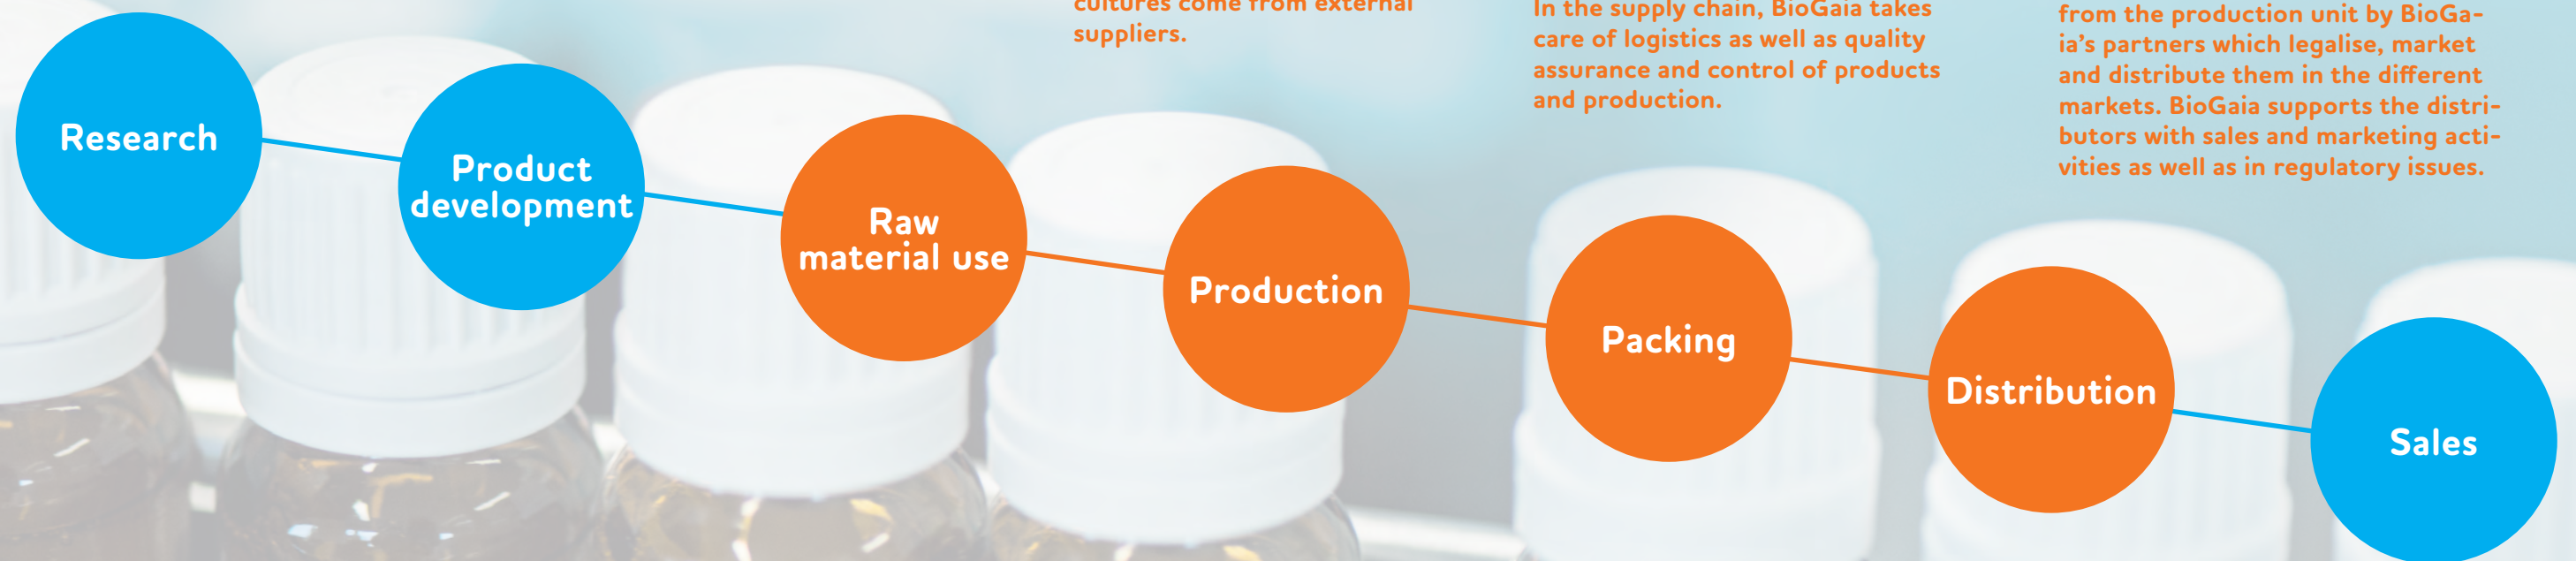 cultures come from external
suppliers.
In the supply chain, BioGaia takes
care of logistics as well as quality
assurance and control of products
and production.
from the production unit by BioGa-
ia’s partners which legalise, market
and distribute them in the different
markets. BioGaia supports the distri-
butors with sales and marketing acti-
vities as well as in regulatory issues.
Research
Product
development
Raw
material use
Production
Packing
Distribution
Sales